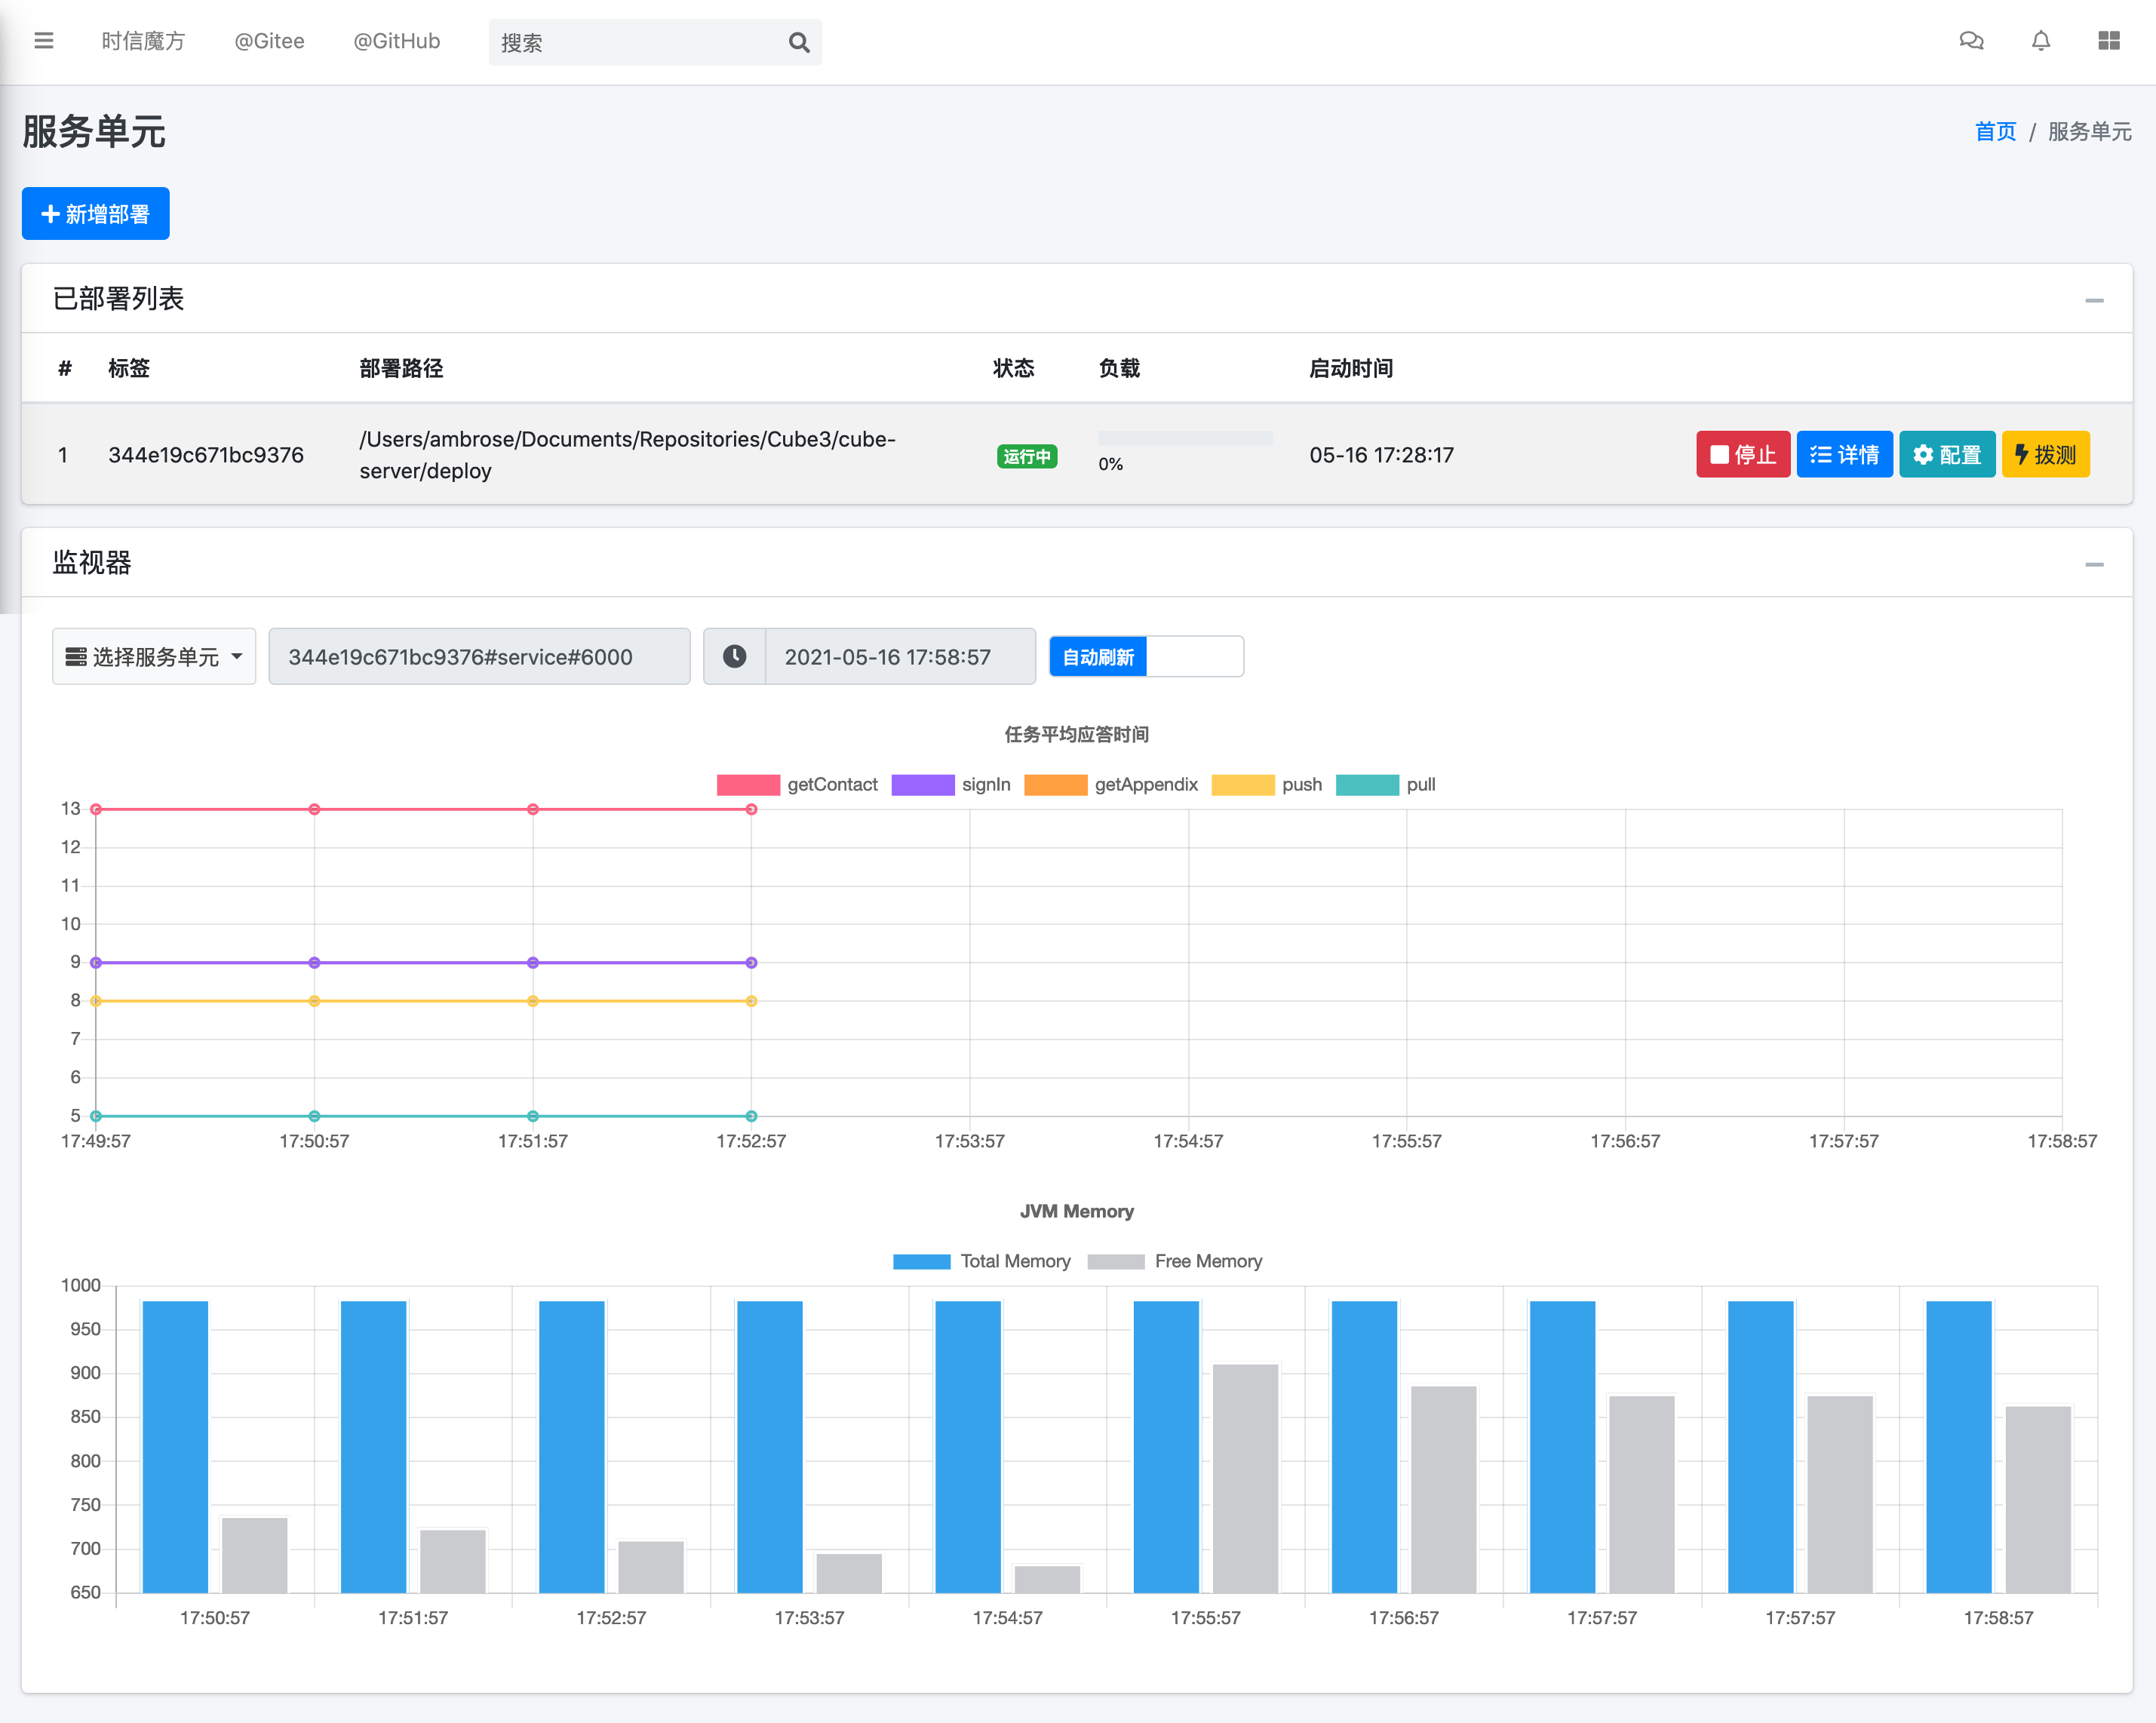 时信魔方 @Gitee @GitHub 搜索
服务单元
首页 / 服务单元
新增部署
已部署列表
# 标签 部署路径 状态 负载 启动时间
1 344e19c671bc9376 /Users/ambrose/Documents/Repositories/Cube3/cube-
server/deploy 运行中 0% 05-16 17:28:17 停止 详情 配置 拨测
监视器
选择服务单元 344e19c671bc9376#service#6000 2021-05-16 17:58:57 自动刷新
任务平均应答时间
getContact signIn getAppendix push pull
13
12
11
10
9
8
7
6
5
17:49:57 17:50:57 17:51:57 17:52:57 17:53:57 17:54:57 17:55:57 17:56:57 17:57:57 17:58:57
JVM Memory
Total Memory Free Memory
1000
950
900
850
800
750
700
650
17:50:57 17:51:57 17:52:57 17:53:57 17:54:57 17:55:57 17:56:57 17:57:57 17:57:57 17:58:57